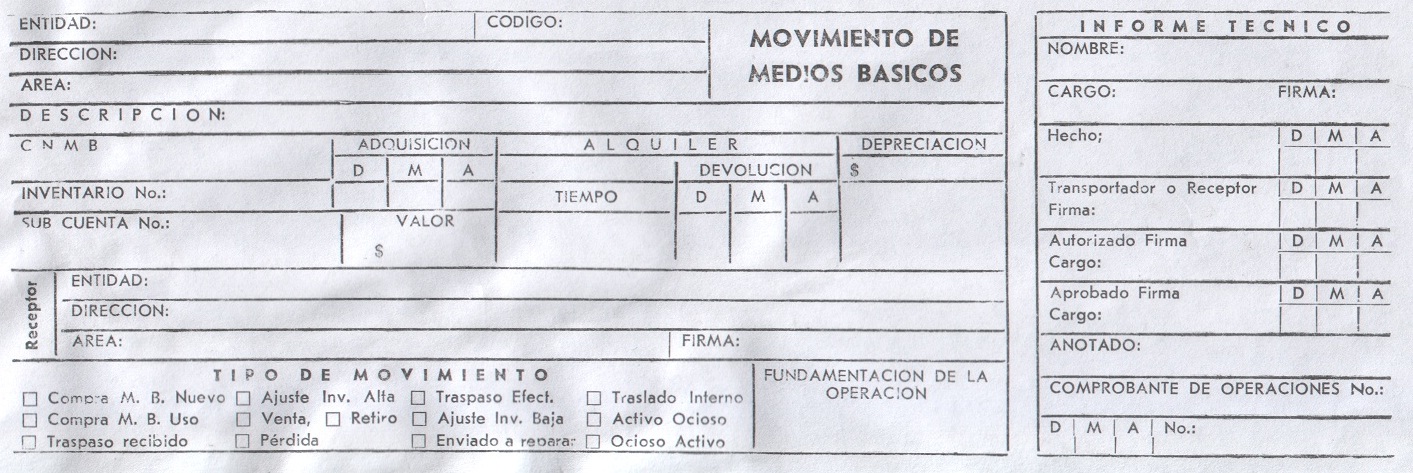 ENTIDAD:
CODIGO:
DIRECCION:
AREA:
MOVIMIENTO DE
MEDIOS BASICOS
DESCRIPCION:
CNMB
ADQUISICION
D M A
INVENTARIO No.:
SUB CUENTA No.:
VALOR
$
ALQUILER
TIEMPO
DEVOLUCION
D M A
DEPRECIACION
$
Receptor
ENTIDAD:
DIRECCION:
AREA:
FIRMA:
TIPO DE MOVIMIENTO
Compra M. B. Nuevo
Ajuste Inv. Alta
Traspaso Efect.
Traslado Interno
Compra M. B. Uso
Venta,
Retiro
Ajuste Inv. Baja
Activo Ocioso
Traspaso recibido
Pérdida
Enviado a reparar
Ocioso Activo
FUNDAMENTACION DE LA
OPERACION
INFORME TECNICO
NOMBRE:
CARGO:
FIRMA:
Hecho;
D M A
Transportador o Receptor
Firma:
D M A
Autorizado Firma
Cargo:
D M A
Aprobado Firma
Cargo:
D M A
ANOTADO:
COMPROBANTE DE OPERACIONES No.:
D M A No.: